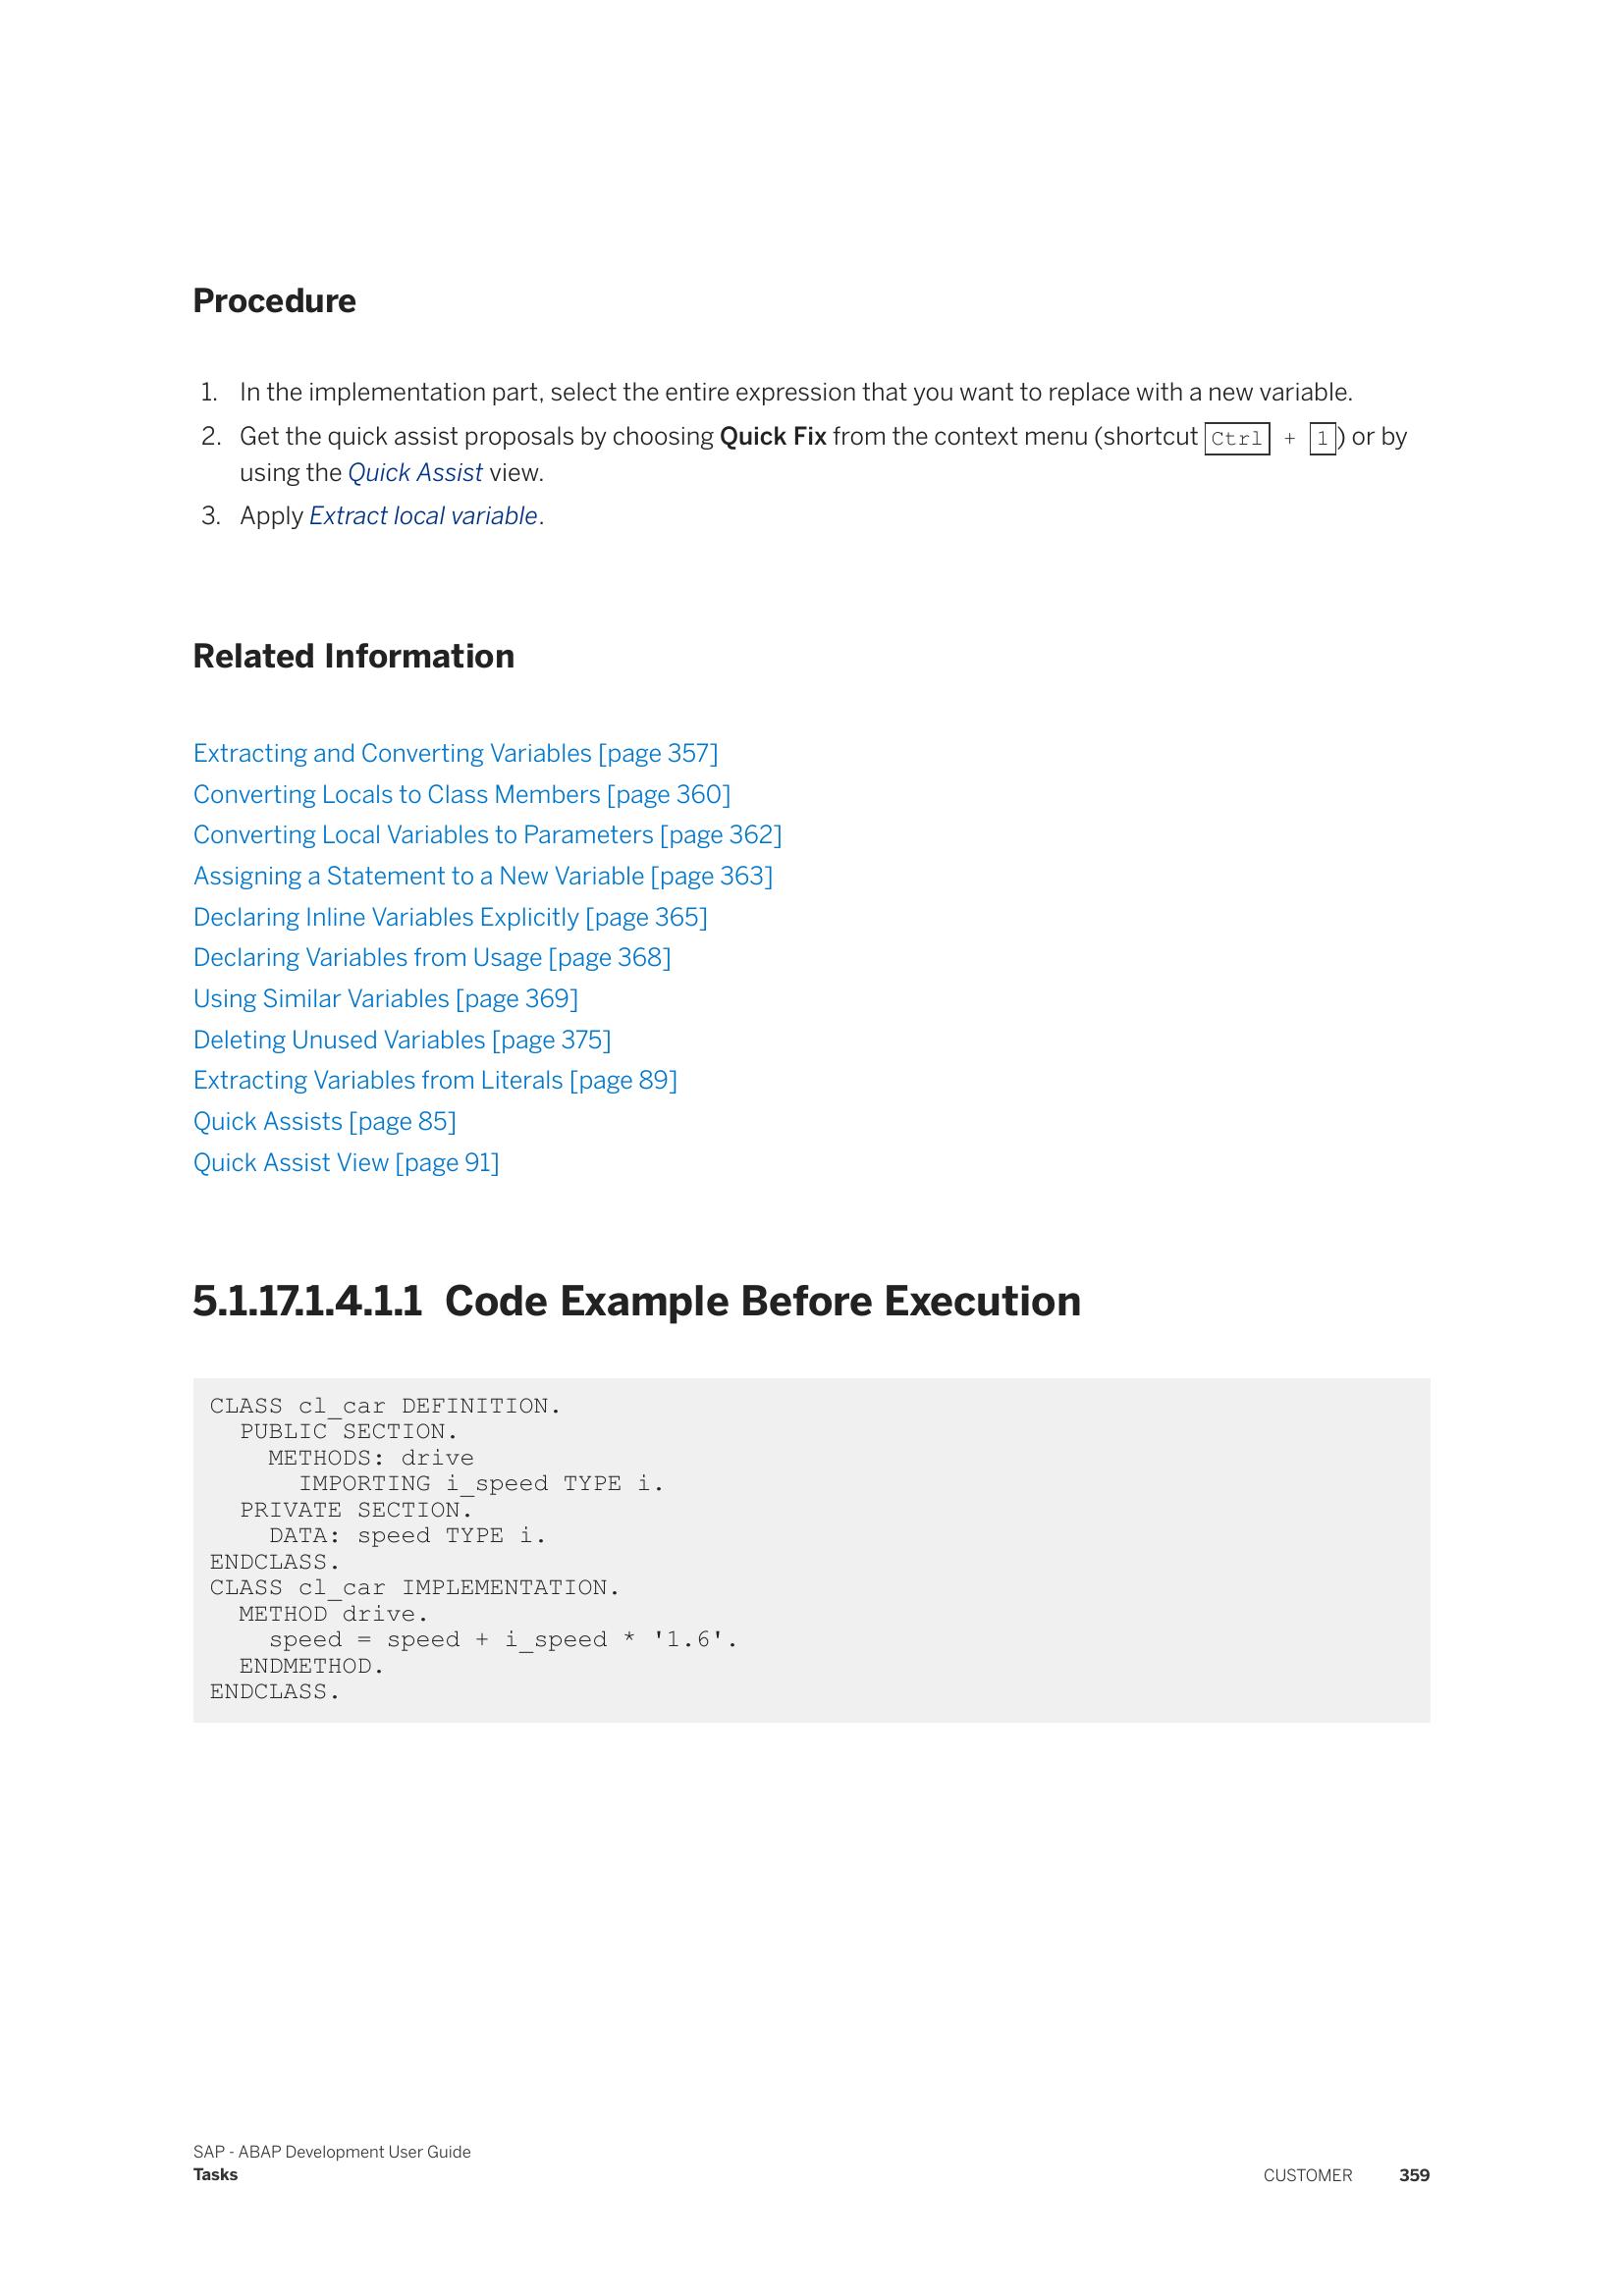 Procedure
1. In the implementation part, select the entire expression that you want to replace with a new variable.
2. Get the quick assist proposals by choosing Quick Fix from the context menu (shortcut Ctrl + 1) or by
using the Quick Assist view.
3. Apply Extract local variable.
Related Information
Extracting and Converting Variables [page 357]
Converting Locals to Class Members [page 360]
Converting Local Variables to Parameters [page 362]
Assigning a Statement to a New Variable [page 363]
Declaring Inline Variables Explicitly [page 365]
Declaring Variables from Usage [page 368]
Using Similar Variables [page 369]
Deleting Unused Variables [page 375]
Extracting Variables from Literals [page 89]
Quick Assists [page 85]
Quick Assist View [page 91]
5.1.17.1.4.1.1 Code Example Before Execution
CLASS cl_car DEFINITION.
  PUBLIC SECTION.
    METHODS: drive
      IMPORTING i_speed TYPE i.
  PRIVATE SECTION.
    DATA: speed TYPE i.
ENDCLASS.
CLASS cl_car IMPLEMENTATION.
  METHOD drive.
    speed = speed + i_speed * '1.6'.
  ENDMETHOD.
ENDCLASS.
SAP - ABAP Development User Guide
Tasks
CUSTOMER 359